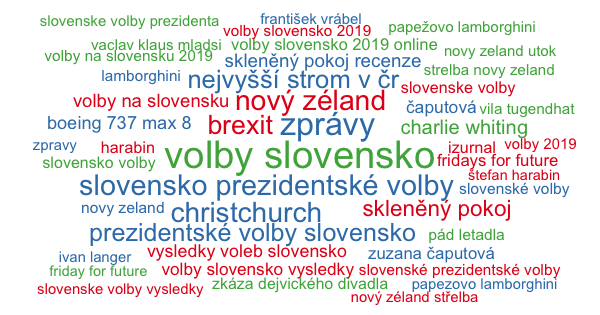 slovenske volby prezidenta
františek vrábel
volby slovensko 2019
papežovo lamborghini
vaclav klaus mladsi
volby slovensko 2019 online
novy zeland utok
volby na slovensku 2019
skleněný pokoj recenze
strelba novy zeland
lamborghini
nejvyšší strom v čr
slovenske volby
volby na slovensku
nový zéland
čaputová
vila tugendhat
boeing 737 max 8
brexit
zprávy
charlie whiting
zpravy
harabin
izurnal
volby 2019
slovensko volby
volby slovensko
fridays for future
štefan harabin
slovensko prezidentské volby
slovenské volby
novy zeland
christchurch
skleněný pokoj
prezidentské volby slovensko
pád letadla
ivan langer
vysledky voleb slovensko
zuzana čaputová
friday for future
volby slovensko vysledky
slovenské prezidentské volby
slovenske volby vysledky
zkáza dejvického divadla
papezovo lamborghini
nový zéland střelba